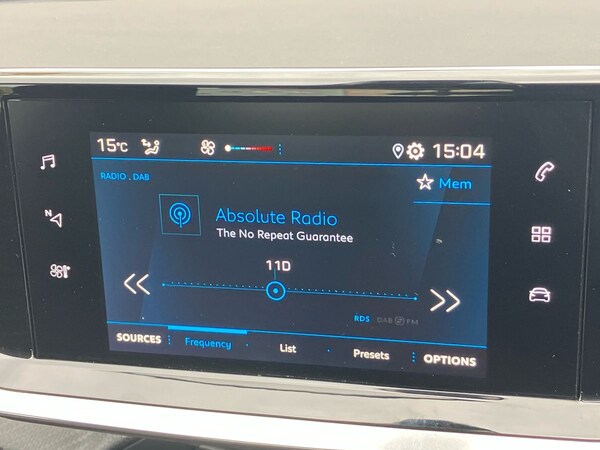 15°C
15:04
RADIO . DAB
Mem
Absolute Radio
The No Repeat Guarantee
N
11D
RDS DAB FM
SOURCES Frequency List Presets OPTIONS